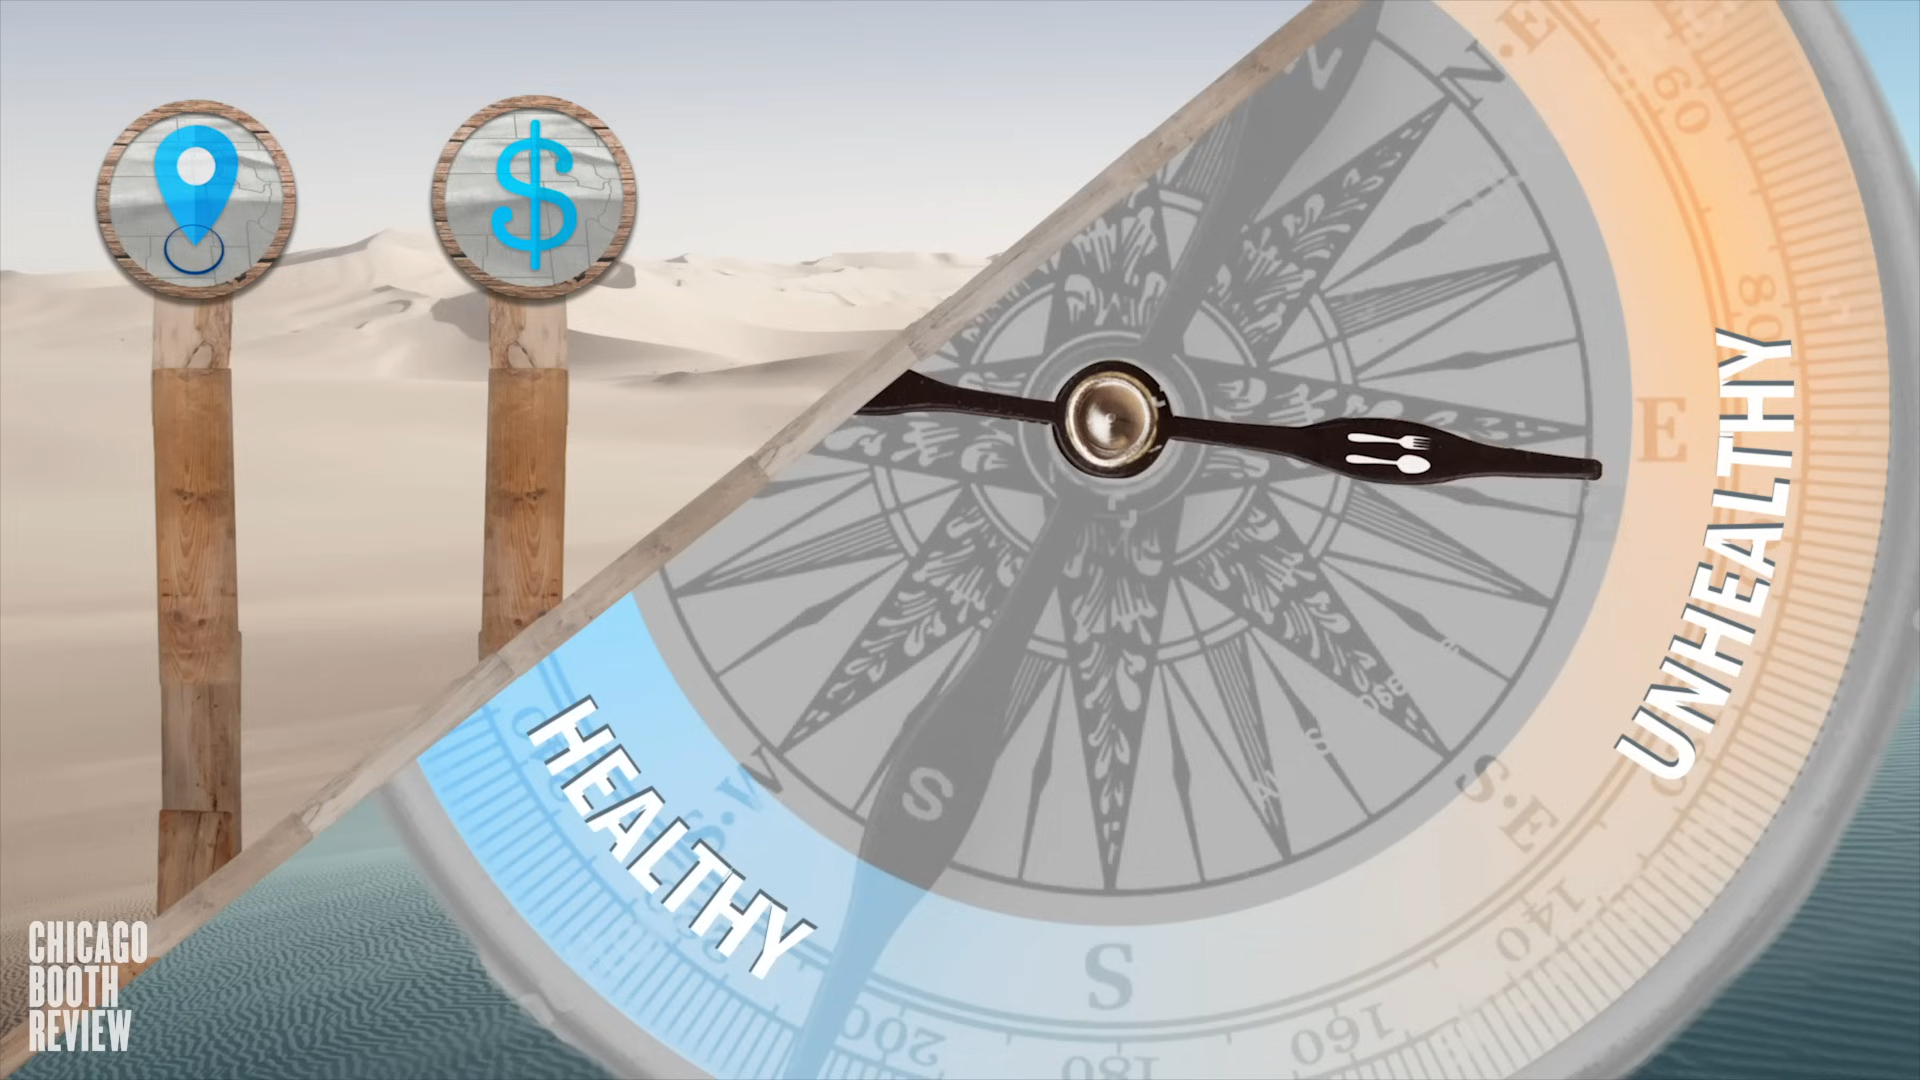 $
N
N·E
60
80
E
UNHEALTHY
HEALTHY
S·W
S
S·E
140
S
200
180
160
CHICAGO
BOOTH
REVIEW